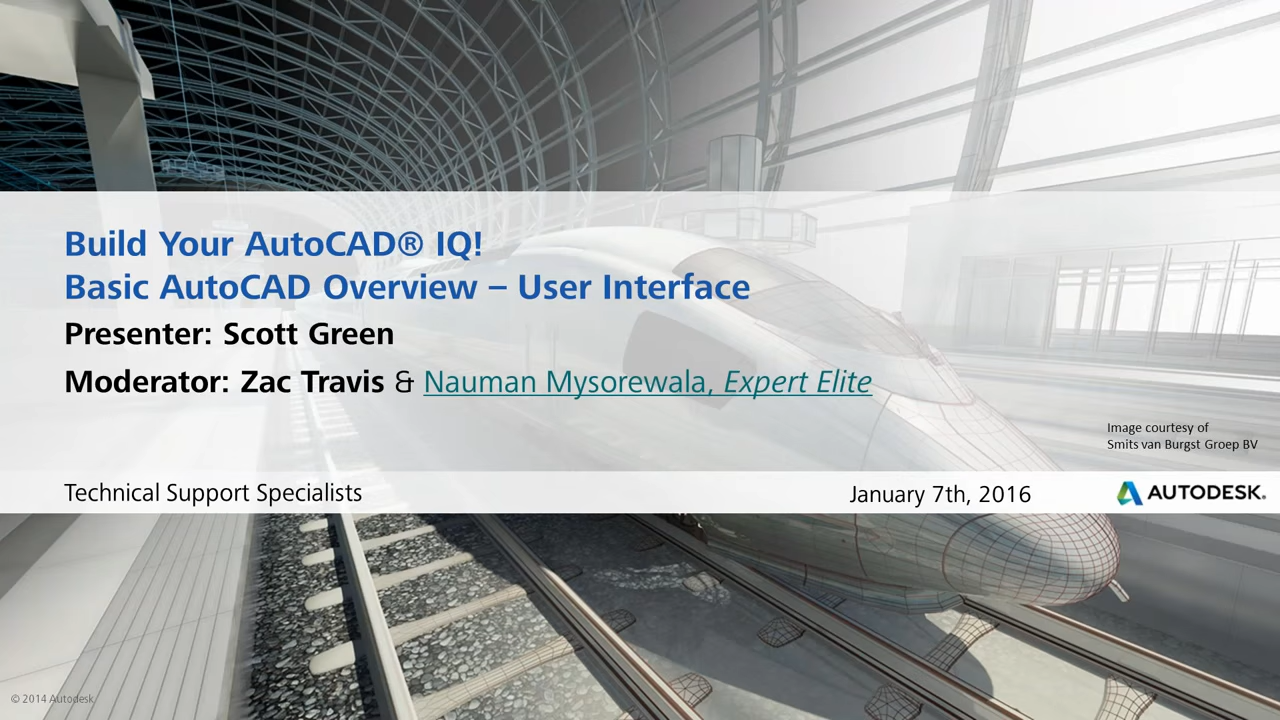 Build Your AutoCAD® IQ!
Basic AutoCAD Overview – User Interface
Presenter: Scott Green
Moderator: Zac Travis & Nauman Mysorewala, Expert Elite
Image courtesy of
Smits van Burgst Groep BV
Technical Support Specialists
January 7th, 2016
AUTODESK.
© 2014 Autodesk